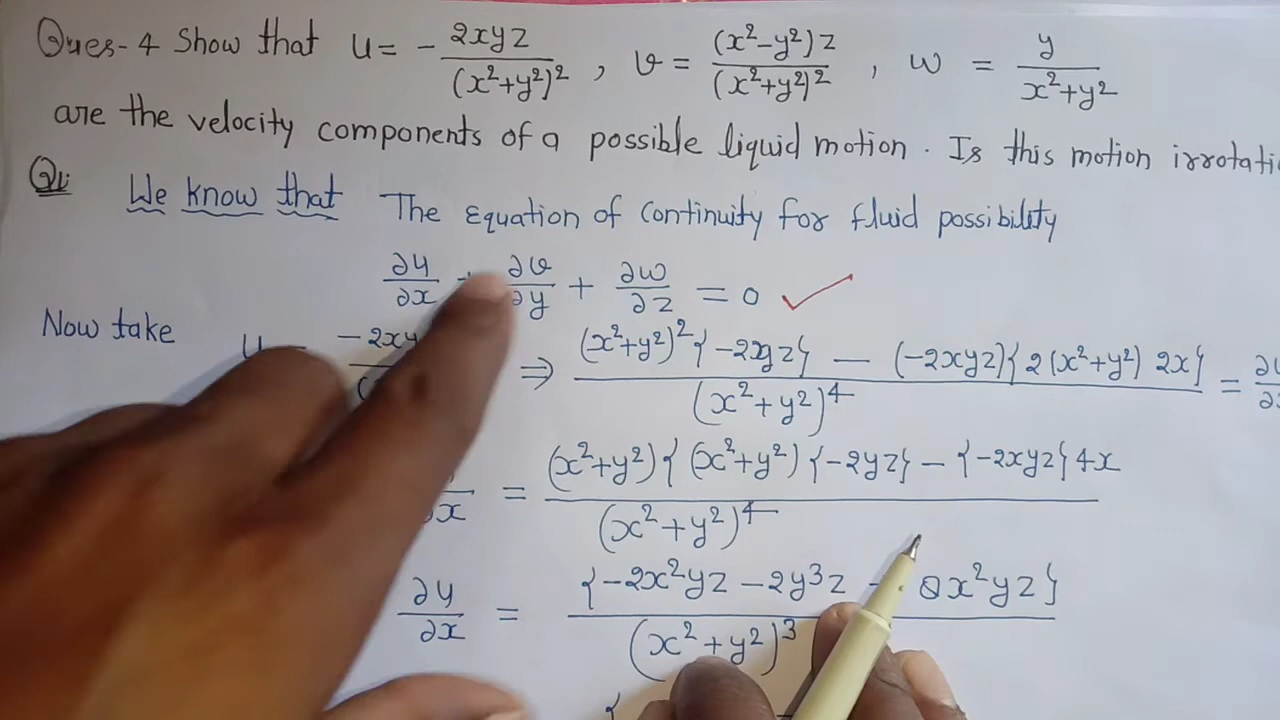 Ques-4 Show that u = - 2xyz / (x²+y²)² , v = (x²-y²)z / (x²+y²)² , w = y / x²+y²
are the velocity components of a possible liquid motion. Is this motion irrotati
We know that The Equation of Continuity for fluid possibility
∂u/∂x + ∂v/∂y + ∂w/∂z = 0 ✓
Now take u = -2xy ⇒ (x²+y²)²{-2xyz} — (-2xyz){2(x²+y²) 2x} / (x²+y²)⁴ =
∂x = (x²+y²){(x²+y²){-2yz} - {-2xyz}4x / (x²+y²)⁴
∂y/∂x = {-2x²yz - 2y³z 8x²yz} / (x²+y²)³
{